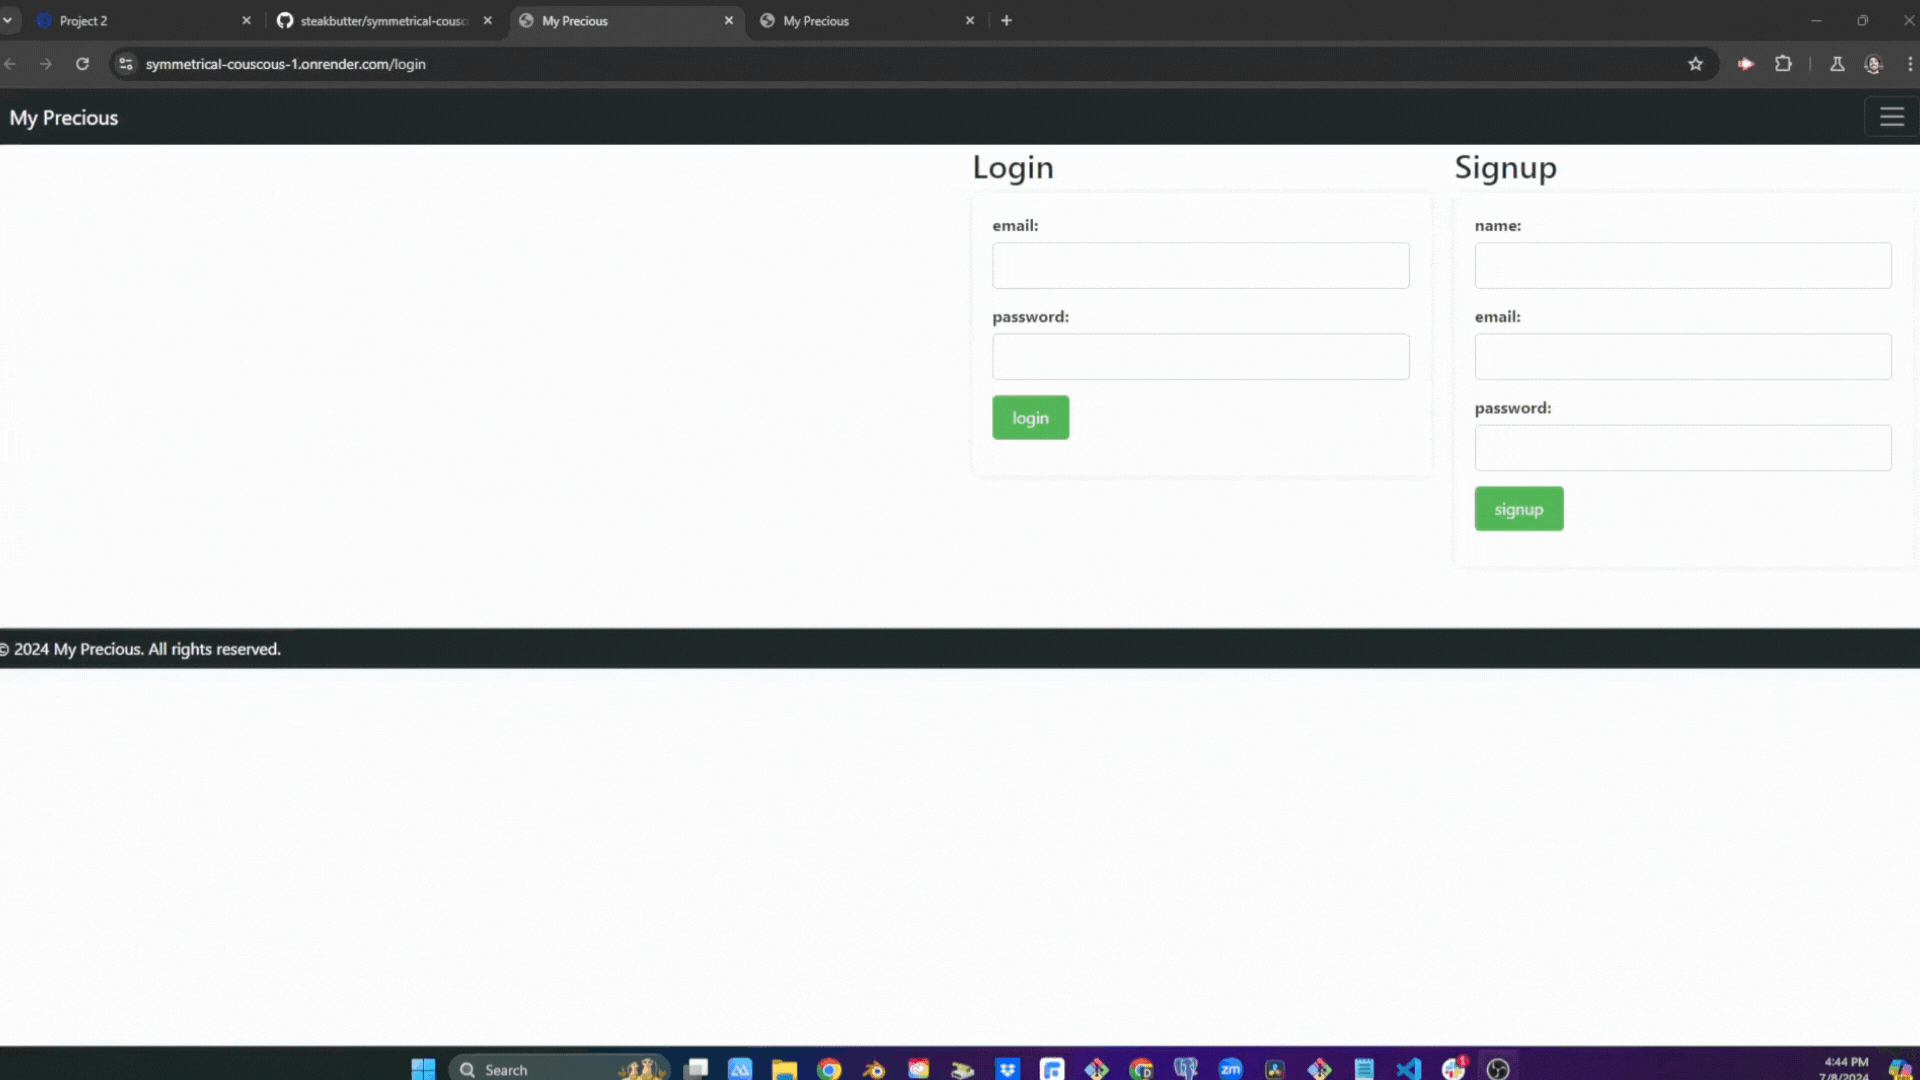 Project 2
steakbutter/symmetrical-cousc
My Precious
My Precious
symmetrical-couscous-1.onrender.com/login
My Precious
Login
Signup
email:
password:
login
name:
email:
password:
signup
© 2024 My Precious. All rights reserved.
Search
zm
1
4:44 PM
7/8/2024